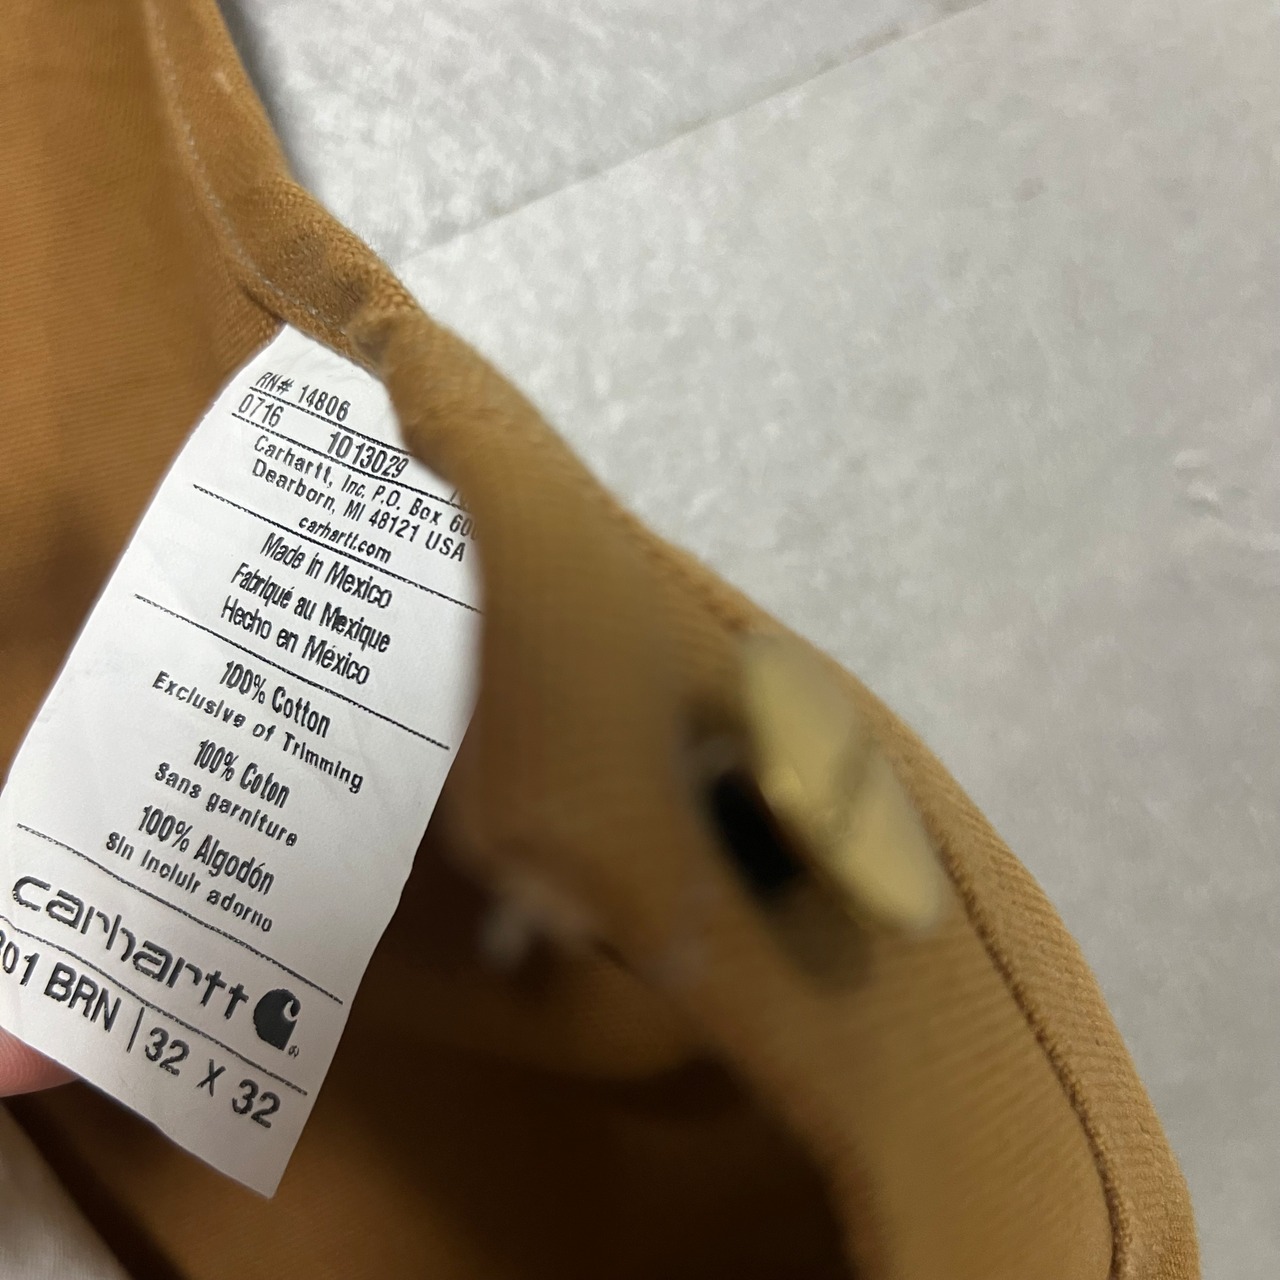 RN# 14806
0716 1013029
Carhartt, Inc. P.O. Box
Dearborn, MI 48121 USA
carhartt.com
Made in Mexico
Fabriqué au Mexique
Hecho en México
100% Cotton
Exclusive of Trimming
100% Coton
Sans garniture
100% Algodón
Sin incluir adorno
carhartt
BRN | 32 X 32